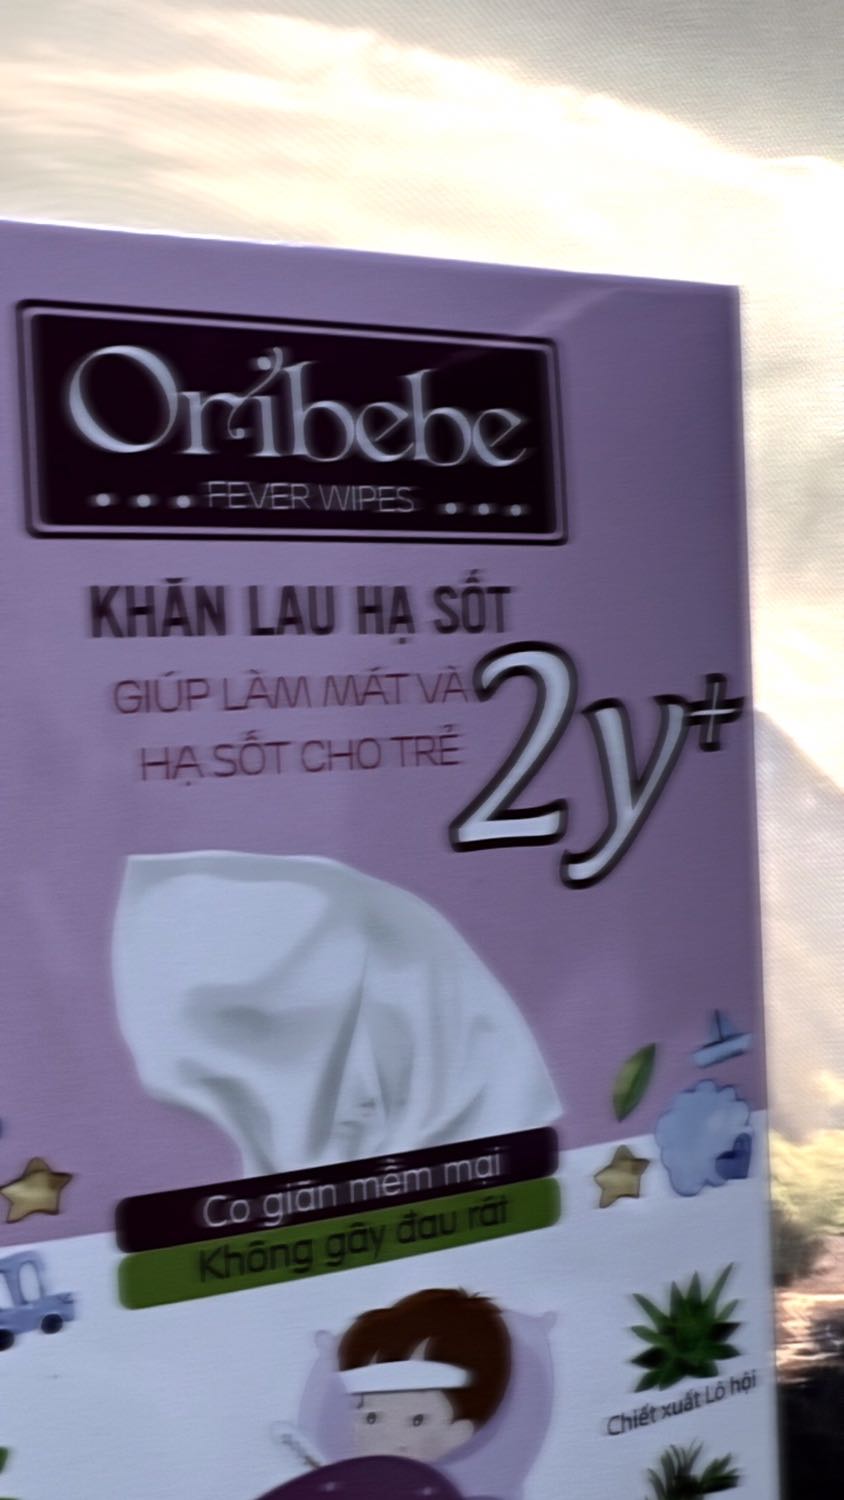 Oribebe
FEVER WIPES
KHĂN LAU HẠ SỐT
GIÚP LÀM MÁT VÀ
HẠ SỐT CHO TRẺ
2y+
Co giãn mềm mại
Không gây đau rát
Chiết xuất Lô hội